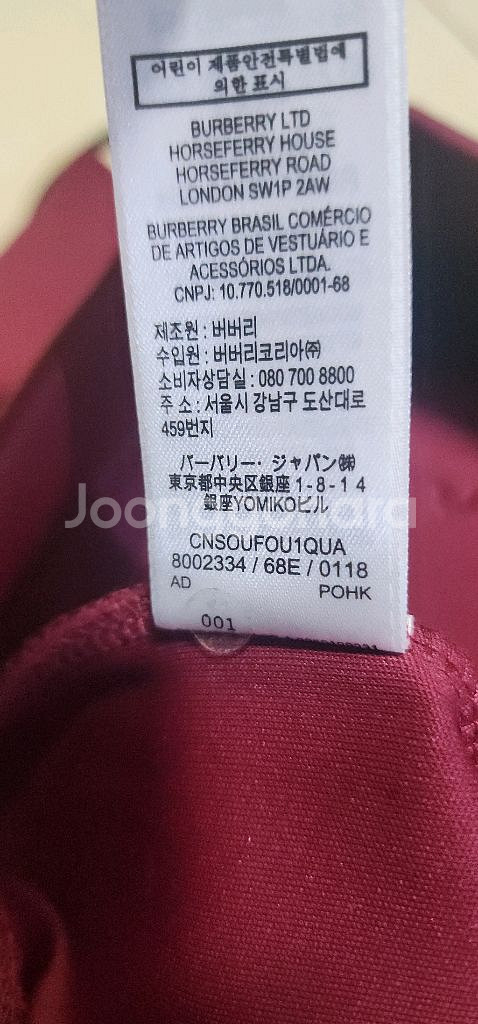 어린이 제품안전특별법에
의한 표시
BURBERRY LTD
HORSEFERRY HOUSE
HORSEFERRY ROAD
LONDON SW1P 2AW
BURBERRY BRASIL COMÉRCIO
DE ARTIGOS DE VESTUÁRIO E
ACESSÓRIOS LTDA.
CNPJ: 10.770.518/0001-68
제조원 : 버버리
수입원 : 버버리코리아㈜
소비자상담실 : 080 700 8800
주 소 : 서울시 강남구 도산대로
459번지
バーバリー・ジャパン㈱
東京都中央区銀座1-8-14
銀座YOMIKOビル
Joonggonara
CNSOUFOU1QUA
8002334 / 68E / 0118
AD POHK
001